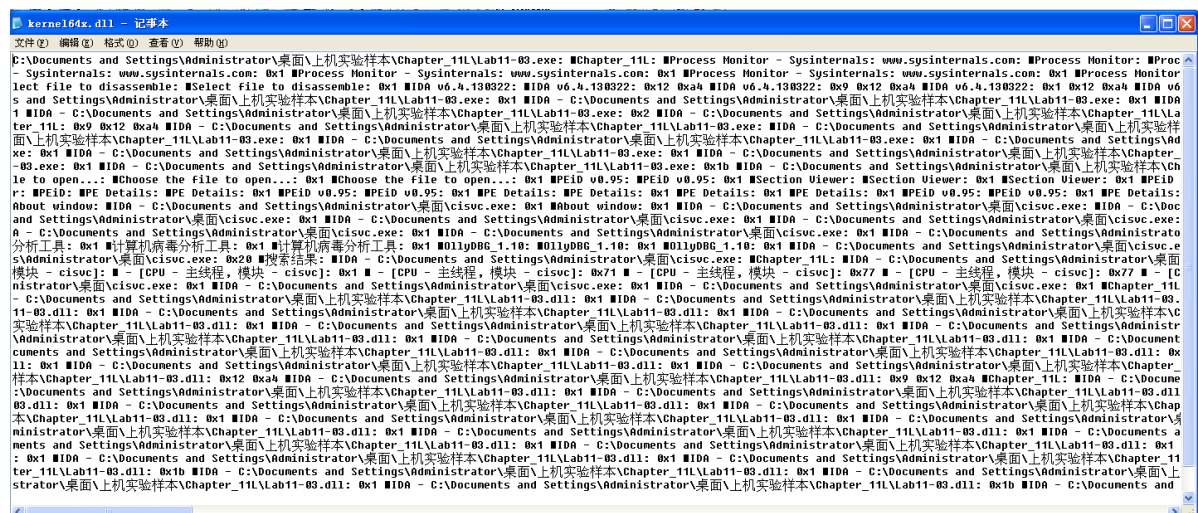 kernel64x.dll - 记事本
文件(F) 编辑(E) 格式(O) 查看(V) 帮助(H)
C:\Documents and Settings\Administrator\桌面\上机实验样本\Chapter_11L\Lab11-03.exe: ■Chapter_11L: ■Process Monitor - Sysinternals: www.sysinternals.com: ■Process Monitor: ■Proc
- Sysinternals: www.sysinternals.com: 0x1 ■Process Monitor - Sysinternals: www.sysinternals.com: 0x1 ■Process Monitor - Sysinternals: www.sysinternals.com: 0x1 ■Process Monitor
lect file to disassemble: ■Select file to disassemble: 0x1 ■IDA v6.4.130322: ■IDA v6.4.130322: 0x12 0xa4 ■IDA v6.4.130322: 0x9 0x12 0xa4 ■IDA v6.4.130322: 0x1 0x12 0xa4 ■IDA v6
s and Settings\Administrator\桌面\上机实验样本\Chapter_11L\Lab11-03.exe: 0x1 ■IDA - C:\Documents and Settings\Administrator\桌面\上机实验样本\Chapter_11L\Lab11-03.exe: 0x1 ■IDA
1 ■IDA - C:\Documents and Settings\Administrator\桌面\上机实验样本\Chapter_11L\Lab11-03.exe: 0x2 ■IDA - C:\Documents and Settings\Administrator\桌面\上机实验样本\Chapter_11L\La
ter_11L: 0x9 0x12 0xa4 ■IDA - C:\Documents and Settings\Administrator\桌面\上机实验样本\Chapter_11L\Lab11-03.exe: ■IDA - C:\Documents and Settings\Administrator\桌面\上机实验样
面\上机实验样本\Chapter_11L\Lab11-03.exe: 0x1 ■IDA - C:\Documents and Settings\Administrator\桌面\上机实验样本\Chapter_11L\Lab11-03.exe: 0x1 ■IDA - C:\Documents and Settings\Ad
xe: 0x1 ■IDA - C:\Documents and Settings\Administrator\桌面\上机实验样本\Chapter_11L\Lab11-03.exe: 0x1 ■IDA - C:\Documents and Settings\Administrator\桌面\上机实验样本\Chapter_
-03.exe: 0x1 ■IDA - C:\Documents and Settings\Administrator\桌面\上机实验样本\Chapter_11L\Lab11-03.exe: 0x1b ■IDA - C:\Documents and Settings\Administrator\桌面\上机实验样本\Ch
le to open...: ■Choose the file to open...: 0x1 ■Choose the file to open...: 0x1 ■PEiD v0.95: ■PEiD v0.95: 0x1 ■Section Viewer: ■Section Viewer: 0x1 ■Section Viewer: 0x1 ■PEiD
r: ■PEiD: ■PE Details: ■PE Details: 0x1 ■PE Details: 0x1 ■PE Details: 0x1 ■PE Details: 0x1 ■PE Details: 0x1 ■PEiD v0.95: ■PEiD v0.95: 0x1 ■PE Details:
About window: ■IDA - C:\Documents and Settings\Administrator\桌面\cisvc.exe: 0x1 ■About window: 0x1 ■IDA - C:\Documents and Settings\Administrator\桌面\cisvc.exe: 0x1 ■IDA - C:\Doc
and Settings\Administrator\桌面\cisvc.exe: 0x1 ■IDA - C:\Documents and Settings\Administrator\桌面\cisvc.exe: 0x1 ■IDA - C:\Documents and Settings\Administrator\桌面\cisvc.exe:
A - C:\Documents and Settings\Administrator\桌面\cisvc.exe: 0x1 ■IDA - C:\Documents and Settings\Administrator\桌面\cisvc.exe: 0x1 ■IDA - C:\Documents and Settings\Administrato
分析工具: 0x1 ■计算机病毒分析工具: 0x1 ■计算机病毒分析工具: 0x1 ■OllyDBG_1.10: ■OllyDBG_1.10: 0x1 ■OllyDBG_1.10: 0x1 ■IDA - C:\Documents and Settings\Administrator\桌面\cisvc.e
s\Administrator\桌面\cisvc.exe: 0x20 ■搜索结果: ■IDA - C:\Documents and Settings\Administrator\桌面\cisvc.exe: ■Chapter_11L: ■IDA - C:\Documents and Settings\Administrator\桌面
模块 - cisvc]: ■ - [CPU - 主线程, 模块 - cisvc]: 0x1 ■ - [CPU - 主线程, 模块 - cisvc]: 0x71 ■ - [CPU - 主线程, 模块 - cisvc]: 0x77 ■ - [CPU - 主线程, 模块 - cisvc]: 0x77 ■ - [C
nistrator\桌面\cisvc.exe: 0x1 ■IDA - C:\Documents and Settings\Administrator\桌面\cisvc.exe: 0x1 ■IDA - C:\Documents and Settings\Administrator\桌面\cisvc.exe: 0x1 ■Chapter_11L
- C:\Documents and Settings\Administrator\桌面\上机实验样本\Chapter_11L\Lab11-03.dll: 0x1 ■IDA - C:\Documents and Settings\Administrator\桌面\上机实验样本\Chapter_11L\Lab11-03.
11-03.dll: 0x1 ■IDA - C:\Documents and Settings\Administrator\桌面\上机实验样本\Chapter_11L\Lab11-03.dll: 0x1 ■IDA - C:\Documents and Settings\Administrator\桌面\上机实验样本\C
实验样本\Chapter_11L\Lab11-03.dll: 0x1 ■IDA - C:\Documents and Settings\Administrator\桌面\上机实验样本\Chapter_11L\Lab11-03.dll: 0x1 ■IDA - C:\Documents and Settings\Administr
\Administrator\桌面\上机实验样本\Chapter_11L\Lab11-03.dll: 0x1 ■IDA - C:\Documents and Settings\Administrator\桌面\上机实验样本\Chapter_11L\Lab11-03.dll: 0x1 ■IDA - C:\Document
cuments and Settings\Administrator\桌面\上机实验样本\Chapter_11L\Lab11-03.dll: 0x1 ■IDA - C:\Documents and Settings\Administrator\桌面\上机实验样本\Chapter_11L\Lab11-03.dll: 0x
ll: 0x1 ■IDA - C:\Documents and Settings\Administrator\桌面\上机实验样本\Chapter_11L\Lab11-03.dll: 0x1 ■IDA - C:\Documents and Settings\Administrator\桌面\上机实验样本\Chapter_
样本\Chapter_11L\Lab11-03.dll: 0x12 0xa4 ■IDA - C:\Documents and Settings\Administrator\桌面\上机实验样本\Chapter_11L\Lab11-03.dll: 0x9 0x12 0xa4 ■Chapter_11L: ■IDA - C:\Docume
:\Documents and Settings\Administrator\桌面\上机实验样本\Chapter_11L\Lab11-03.dll: 0x1 ■IDA - C:\Documents and Settings\Administrator\桌面\上机实验样本\Chapter_11L\Lab11-03.dll
03.dll: 0x1 ■IDA - C:\Documents and Settings\Administrator\桌面\上机实验样本\Chapter_11L\Lab11-03.dll: 0x1 ■IDA - C:\Documents and Settings\Administrator\桌面\上机实验样本\Chap
本\Chapter_11L\Lab11-03.dll: 0x1 ■IDA - C:\Documents and Settings\Administrator\桌面\上机实验样本\Chapter_11L\Lab11-03.dll: 0x1 ■IDA - C:\Documents and Settings\Administrator\桌
ministrator\桌面\上机实验样本\Chapter_11L\Lab11-03.dll: 0x1 ■IDA - C:\Documents and Settings\Administrator\桌面\上机实验样本\Chapter_11L\Lab11-03.dll: 0x1 ■IDA - C:\Documents a
ments and Settings\Administrator\桌面\上机实验样本\Chapter_11L\Lab11-03.dll: 0x1 ■IDA - C:\Documents and Settings\Administrator\桌面\上机实验样本\Chapter_11L\Lab11-03.dll: 0x1
: 0x1 ■IDA - C:\Documents and Settings\Administrator\桌面\上机实验样本\Chapter_11L\Lab11-03.dll: 0x1 ■IDA - C:\Documents and Settings\Administrator\桌面\上机实验样本\Chapter_11
ter_11L\Lab11-03.dll: 0x1b ■IDA - C:\Documents and Settings\Administrator\桌面\上机实验样本\Chapter_11L\Lab11-03.dll: 0x1b ■IDA - C:\Documents and Settings\Administrator\桌面\上
strator\桌面\上机实验样本\Chapter_11L\Lab11-03.dll: 0x1 ■IDA - C:\Documents and Settings\Administrator\桌面\上机实验样本\Chapter_11L\Lab11-03.dll: 0x1b ■IDA - C:\Documents and